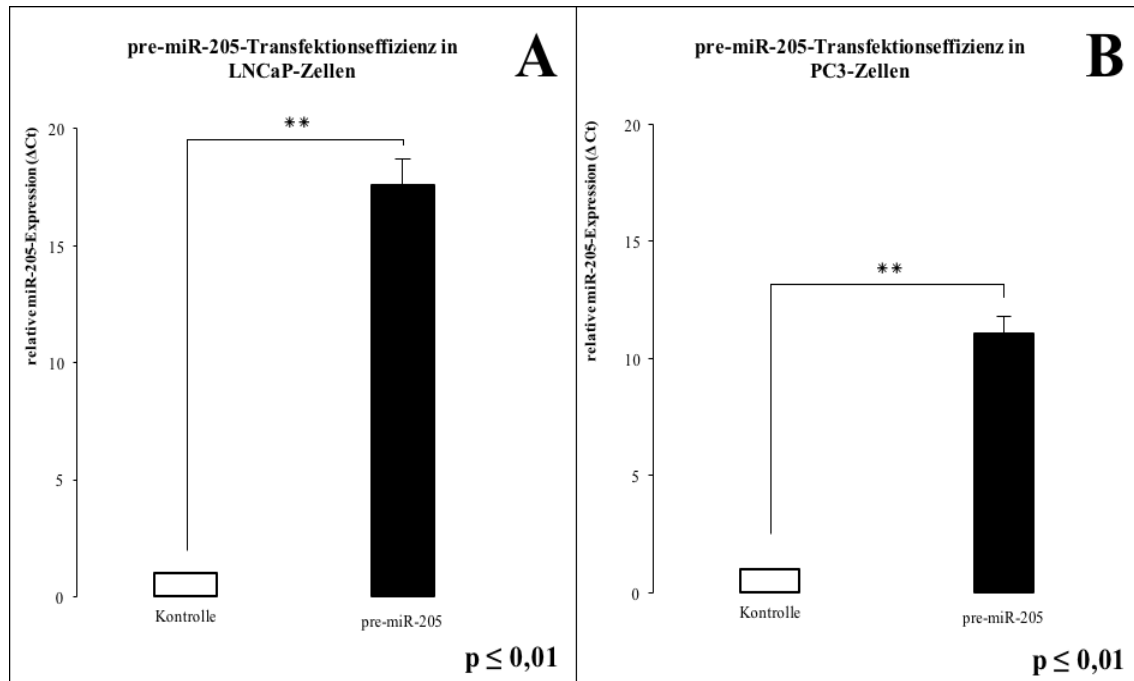 pre-miR-205-Transfektionseffizienz in
LNCaP-Zellen
A
relative miR-205-Expression (ΔCt)
20
15
10
5
0
**
Kontrolle
pre-miR-205
p ≤ 0,01
pre-miR-205-Transfektionseffizienz in
PC3-Zellen
B
relative miR-205-Expression (Δ Ct)
20
15
10
5
0
**
Kontrolle
pre-miR-205
p ≤ 0,01